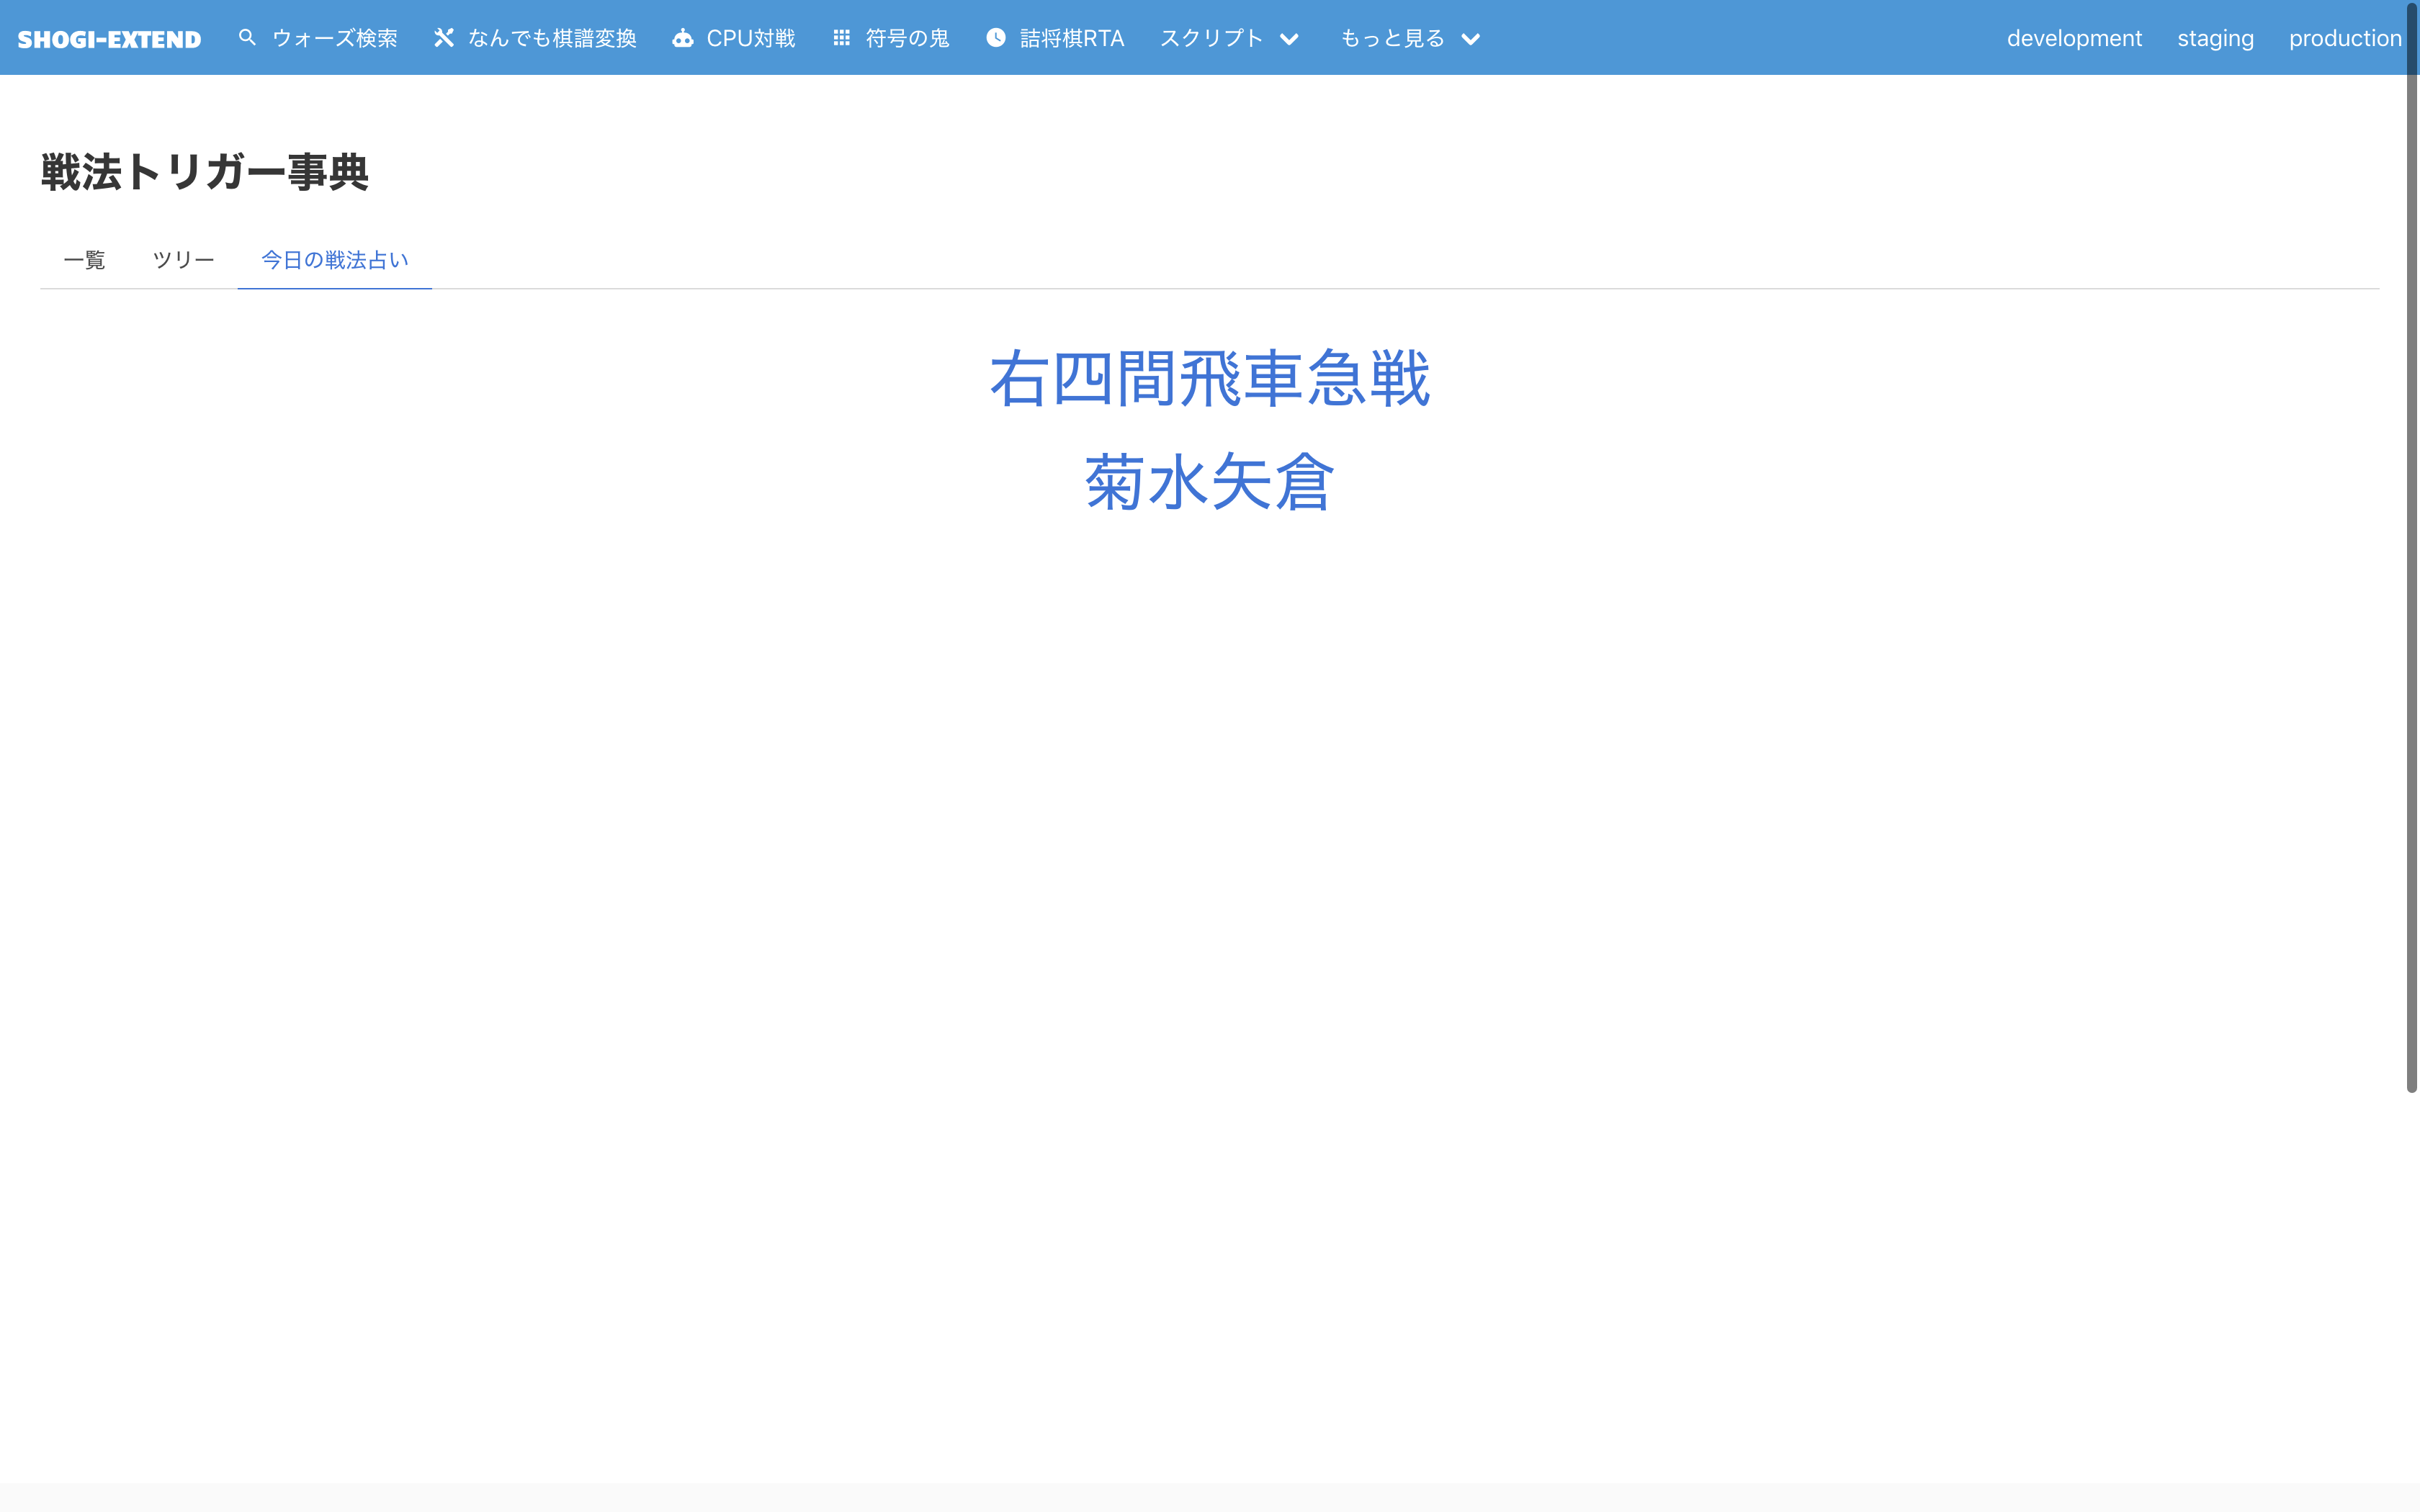 SHOGI-EXTEND ウォーズ検索 なんでも棋譜変換 CPU対戦 符号の鬼 詰将棋RTA スクリプト もっと見る development staging production
戦法トリガー事典
一覧 ツリー 今日の戦法占い
右四間飛車急戦
菊水矢倉